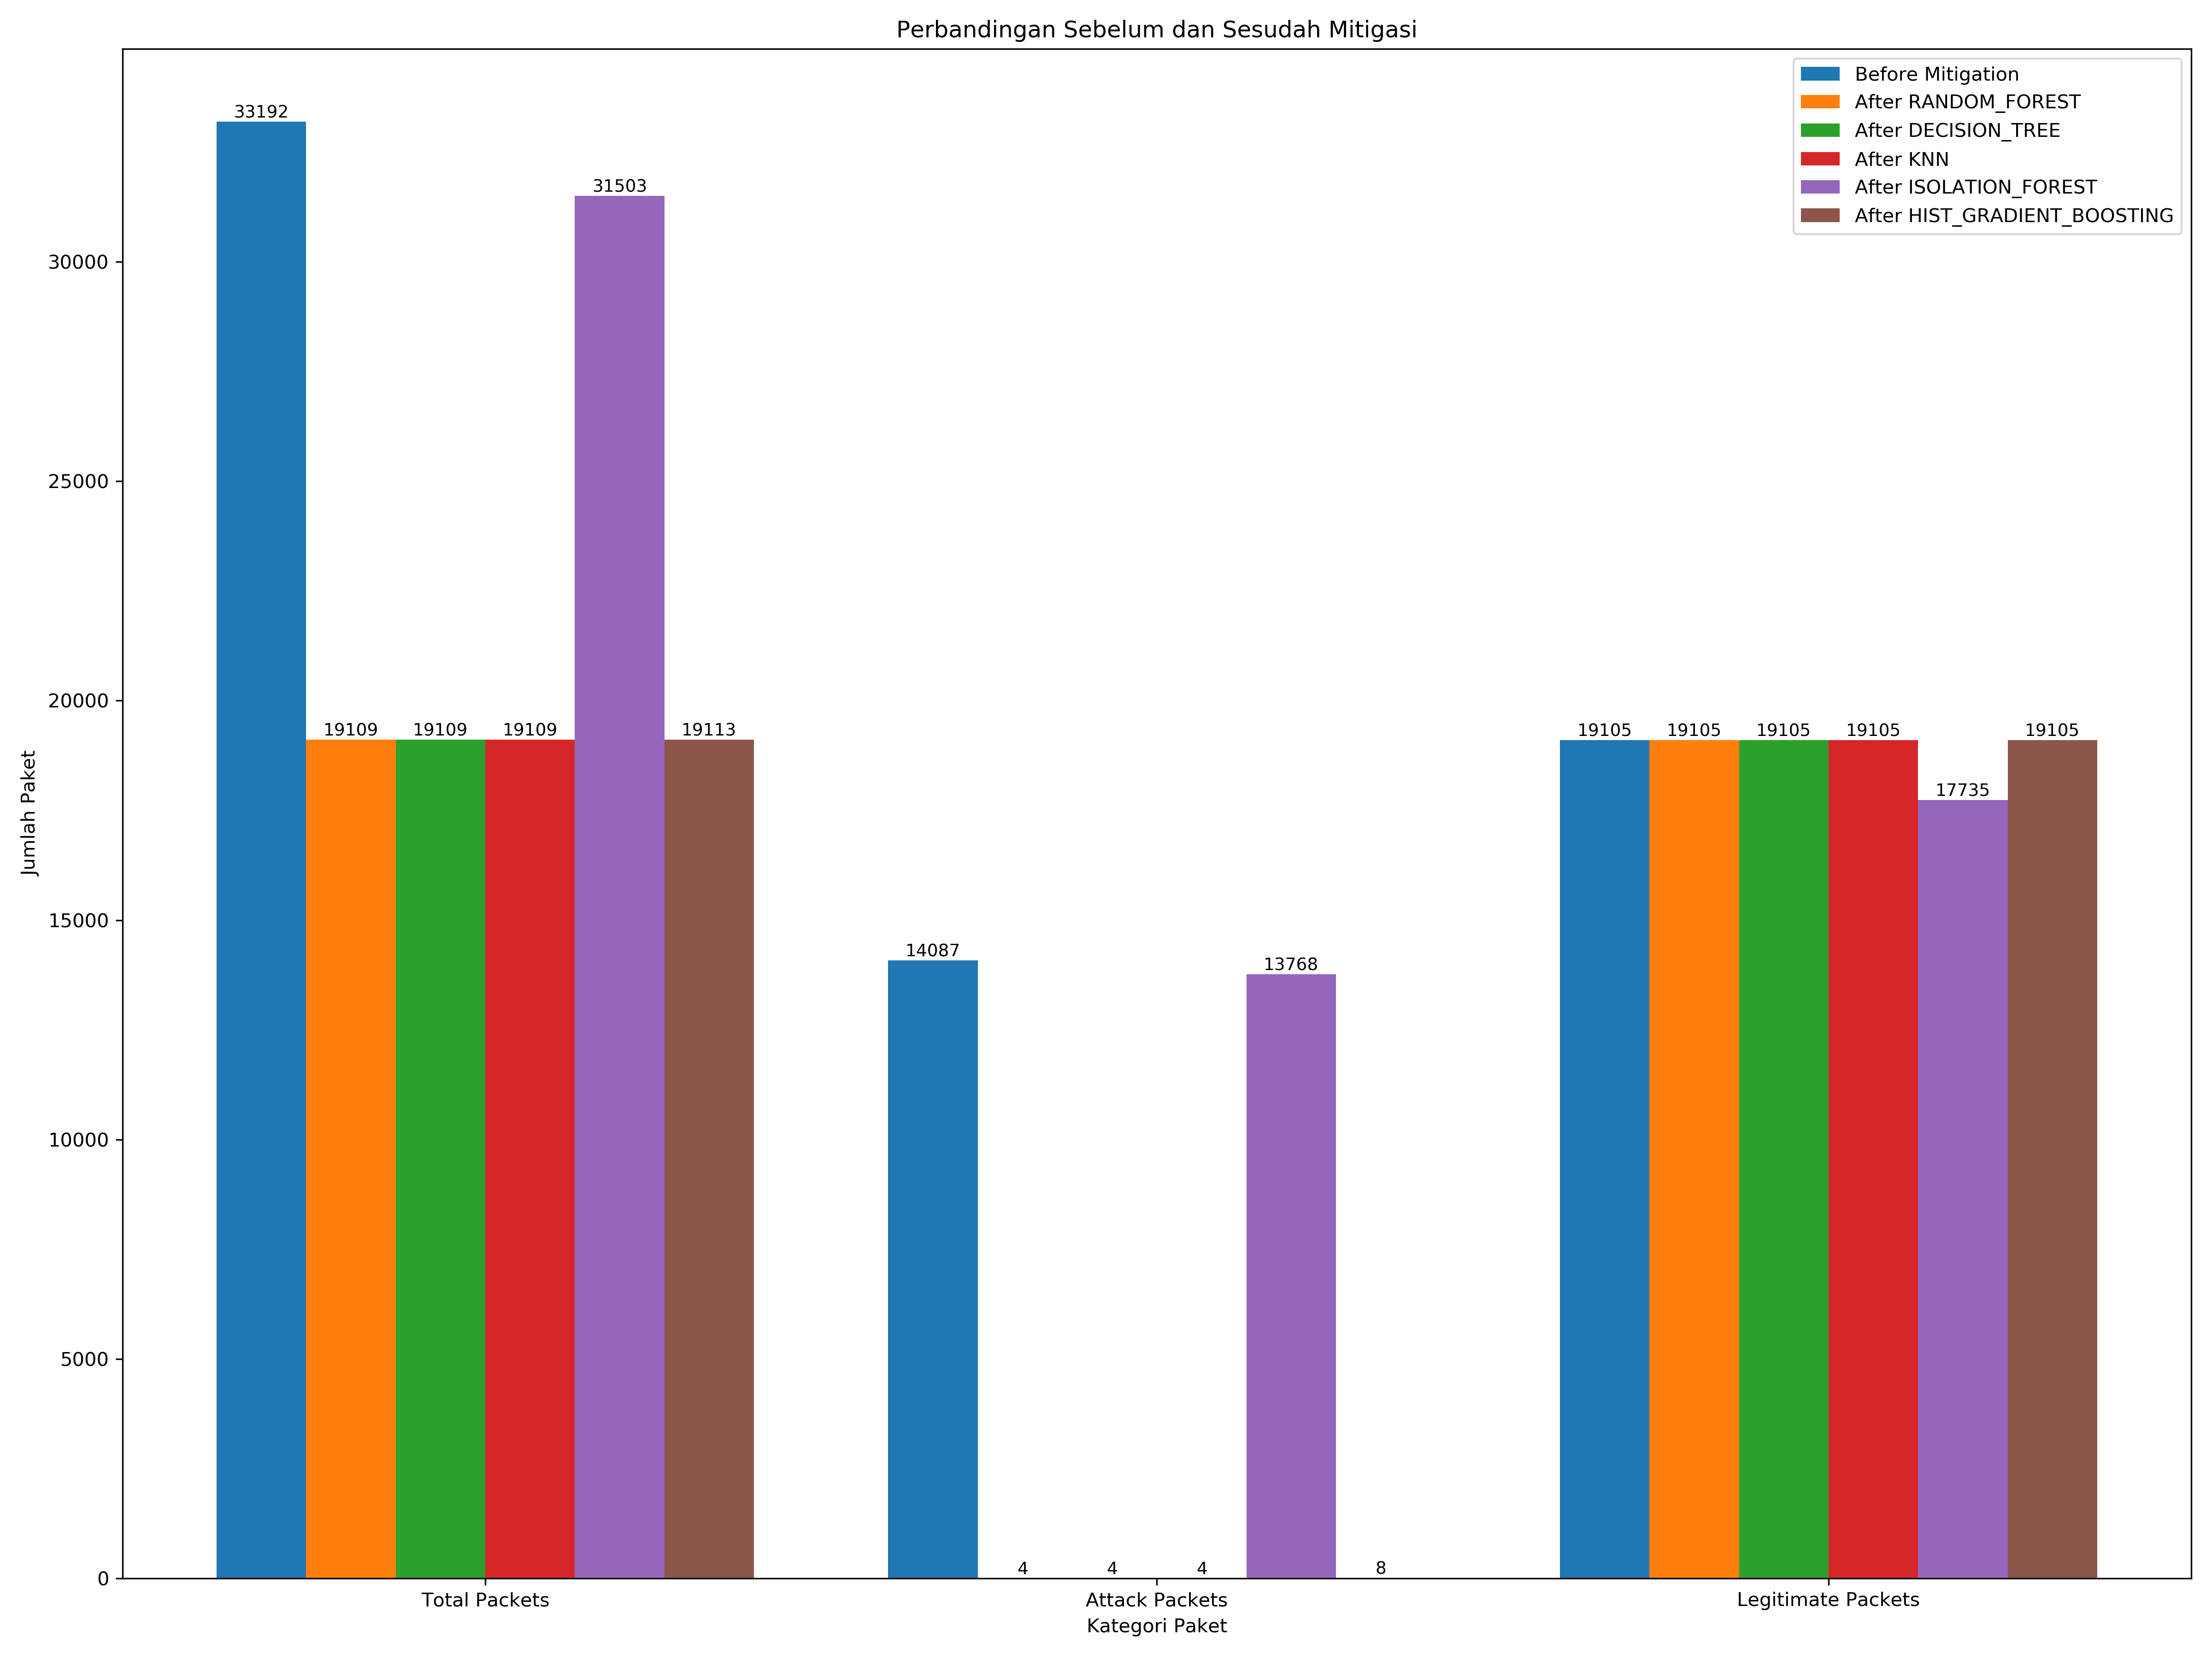 Perbandingan Sebelum dan Sesudah Mitigasi
Before Mitigation
After RANDOM_FOREST
After DECISION_TREE
After KNN
After ISOLATION_FOREST
After HIST_GRADIENT_BOOSTING
Jumlah Paket
30000
25000
20000
15000
10000
5000
0
33192
19109
19109
19109
31503
19113
14087
4
4
4
13768
8
19105
19105
19105
19105
17735
19105
Total Packets
Attack Packets
Legitimate Packets
Kategori Paket